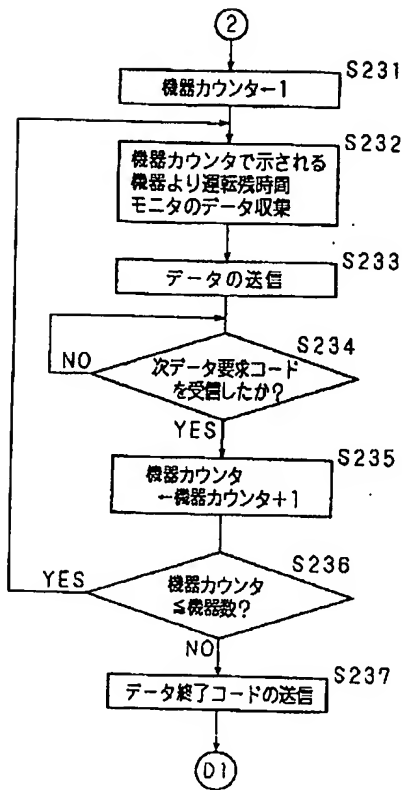 2
S231
機器カウンタ←1
S232
機器カウンタで示される
機器より運転残時間
モニタのデータ収集
S233
データの送信
S234
NO
次データ要求コード
を受信したか?
YES
S235
機器カウンタ
←機器カウンタ+1
S236
YES
機器カウンタ
≦機器数?
NO
S237
データ終了コードの送信
D1